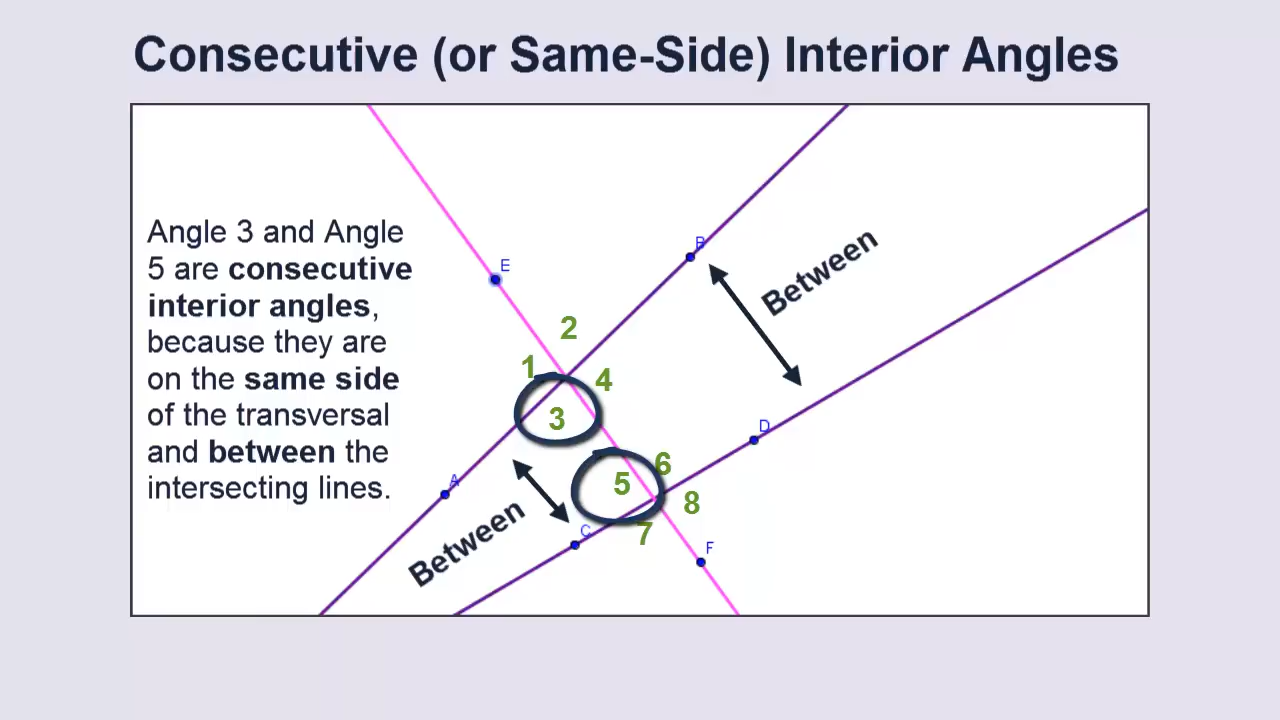 Consecutive (or Same-Side) Interior Angles
Angle 3 and Angle
5 are consecutive
interior angles,
because they are
on the same side
of the transversal
and between the
intersecting lines.
E
B
Between
2
1
4
3
A
D
6
5
8
Between
C
7
F